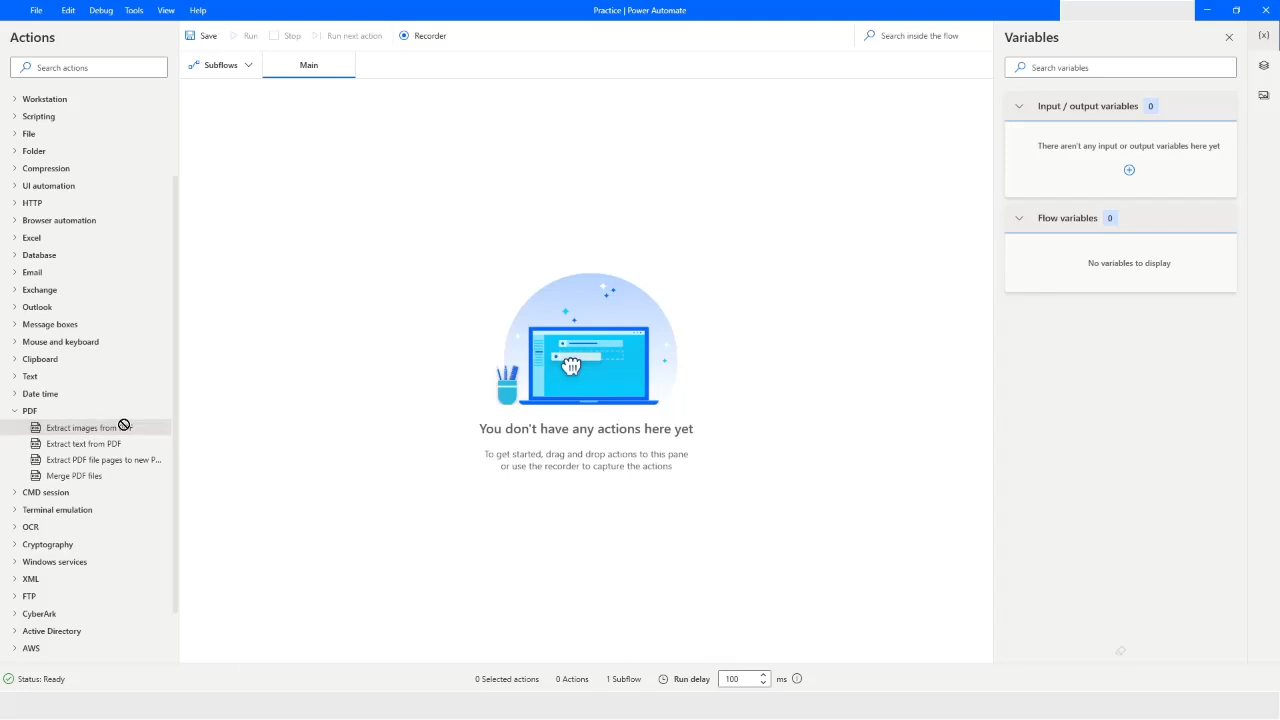 File Edit Debug Tools View Help
Practice | Power Automate
Actions
Search actions
Workstation
Scripting
File
Folder
Compression
UI automation
HTTP
Browser automation
Excel
Database
Email
Exchange
Outlook
Message boxes
Mouse and keyboard
Clipboard
Text
Date time
PDF
Extract images from
Extract text from PDF
Extract PDF file pages to new P...
Merge PDF files
CMD session
Terminal emulation
OCR
Cryptography
Windows services
XML
FTP
CyberArk
Active Directory
AWS
Save Run Stop Run next action Recorder
Search inside the flow
Subflows Main
You don't have any actions here yet
To get started, drag and drop actions to this pane
or use the recorder to capture the actions
Variables
{x}
Search variables
Input / output variables 0
There aren't any input or output variables here yet
Flow variables 0
No variables to display
Status: Ready
0 Selected actions 0 Actions 1 Subflow Run delay 100 ms